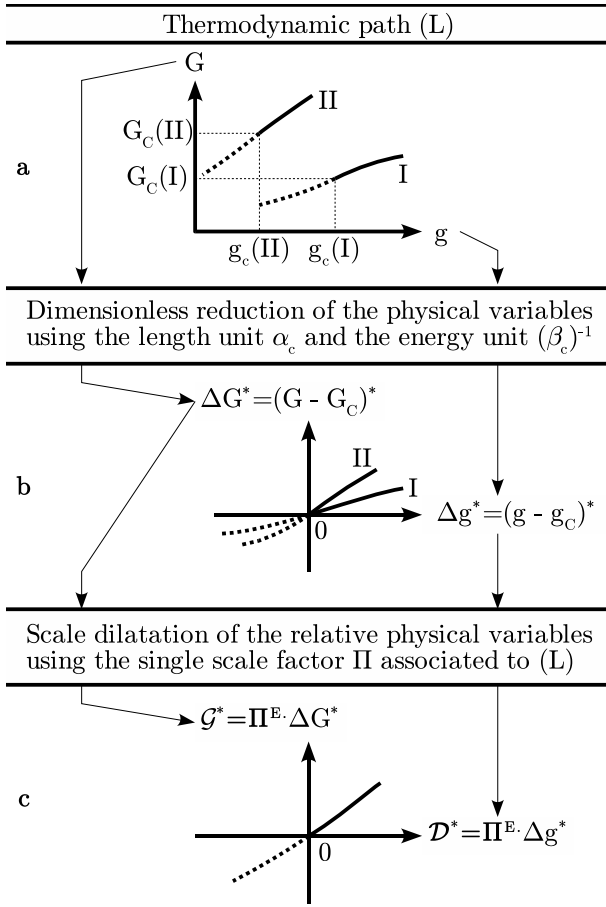 Thermodynamic path (L)
G
II
G_C(II)
a
G_C(I)
I
g
g_c(II) g_c(I)
Dimensionless reduction of the physical variables
using the length unit α_c and the energy unit (β_c)⁻¹
ΔG*=(G - G_C)*
II
b
I
Δg*=(g - g_C)*
0
Scale dilatation of the relative physical variables
using the single scale factor Π associated to (L)
𝒢*=Π^E.ΔG*
c
𝒟*=Π^E.Δg*
0